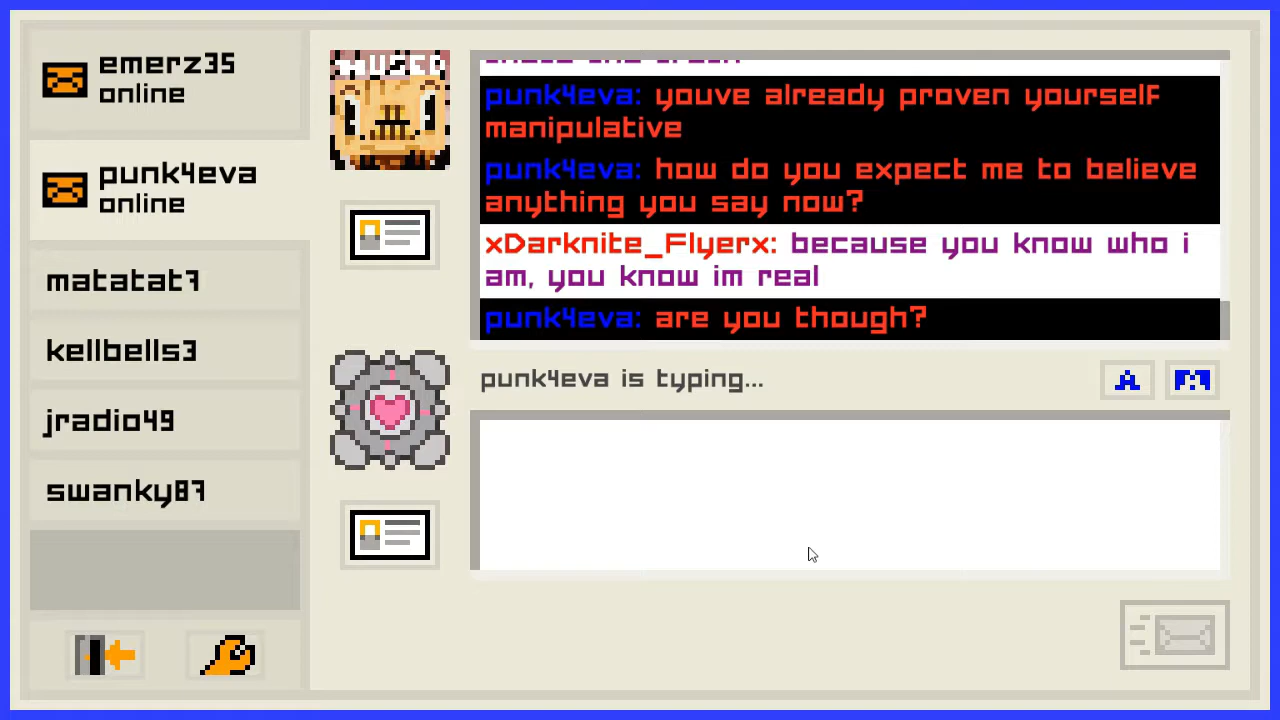 emerz35
online
punk4eva
online
matatat7
kellbells3
jradio49
swanky87
MUSER
punk4eva: youve already proven yourself
manipulative
punk4eva: how do you expect me to believe
anything you say now?
xDarknite_Flyerx: because you know who i
am, you know im real
punk4eva: are you though?
punk4eva is typing...
A